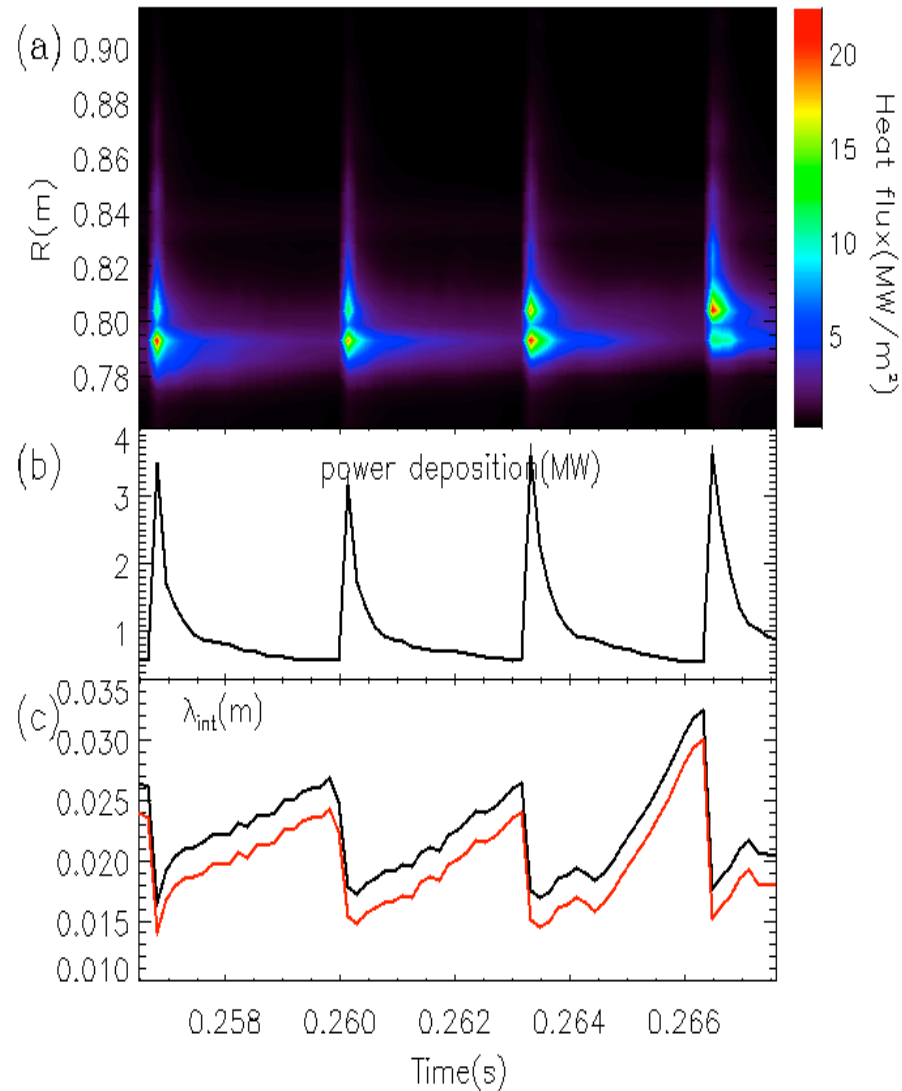 (a)
0.90
0.88
0.86
0.84
0.82
0.80
0.78
R(m)
20
15
10
5
Heat flux(MW/m²)
(b)
4
3
2
1
power deposition(MW)
(c)
0.035
0.030
0.025
0.020
0.015
0.010
λint(m)
0.258 0.260 0.262 0.264 0.266
Time(s)